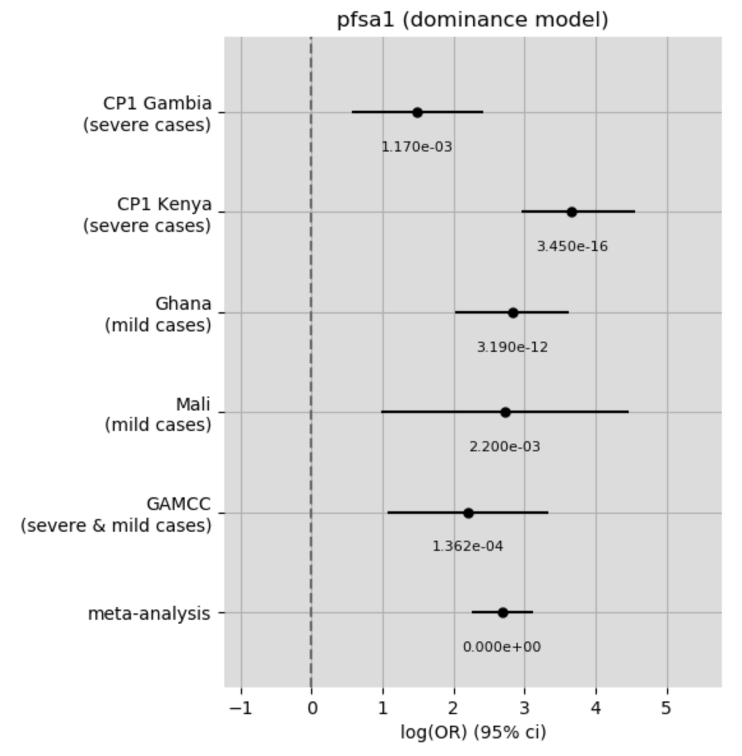 pfsa1 (dominance model)
CP1 Gambia
(severe cases)
1.170e-03
CP1 Kenya
(severe cases)
3.450e-16
Ghana
(mild cases)
3.190e-12
Mali
(mild cases)
2.200e-03
GAMCC
(severe & mild cases)
1.362e-04
meta-analysis
0.000e+00
−1 0 1 2 3 4 5
log(OR) (95% ci)